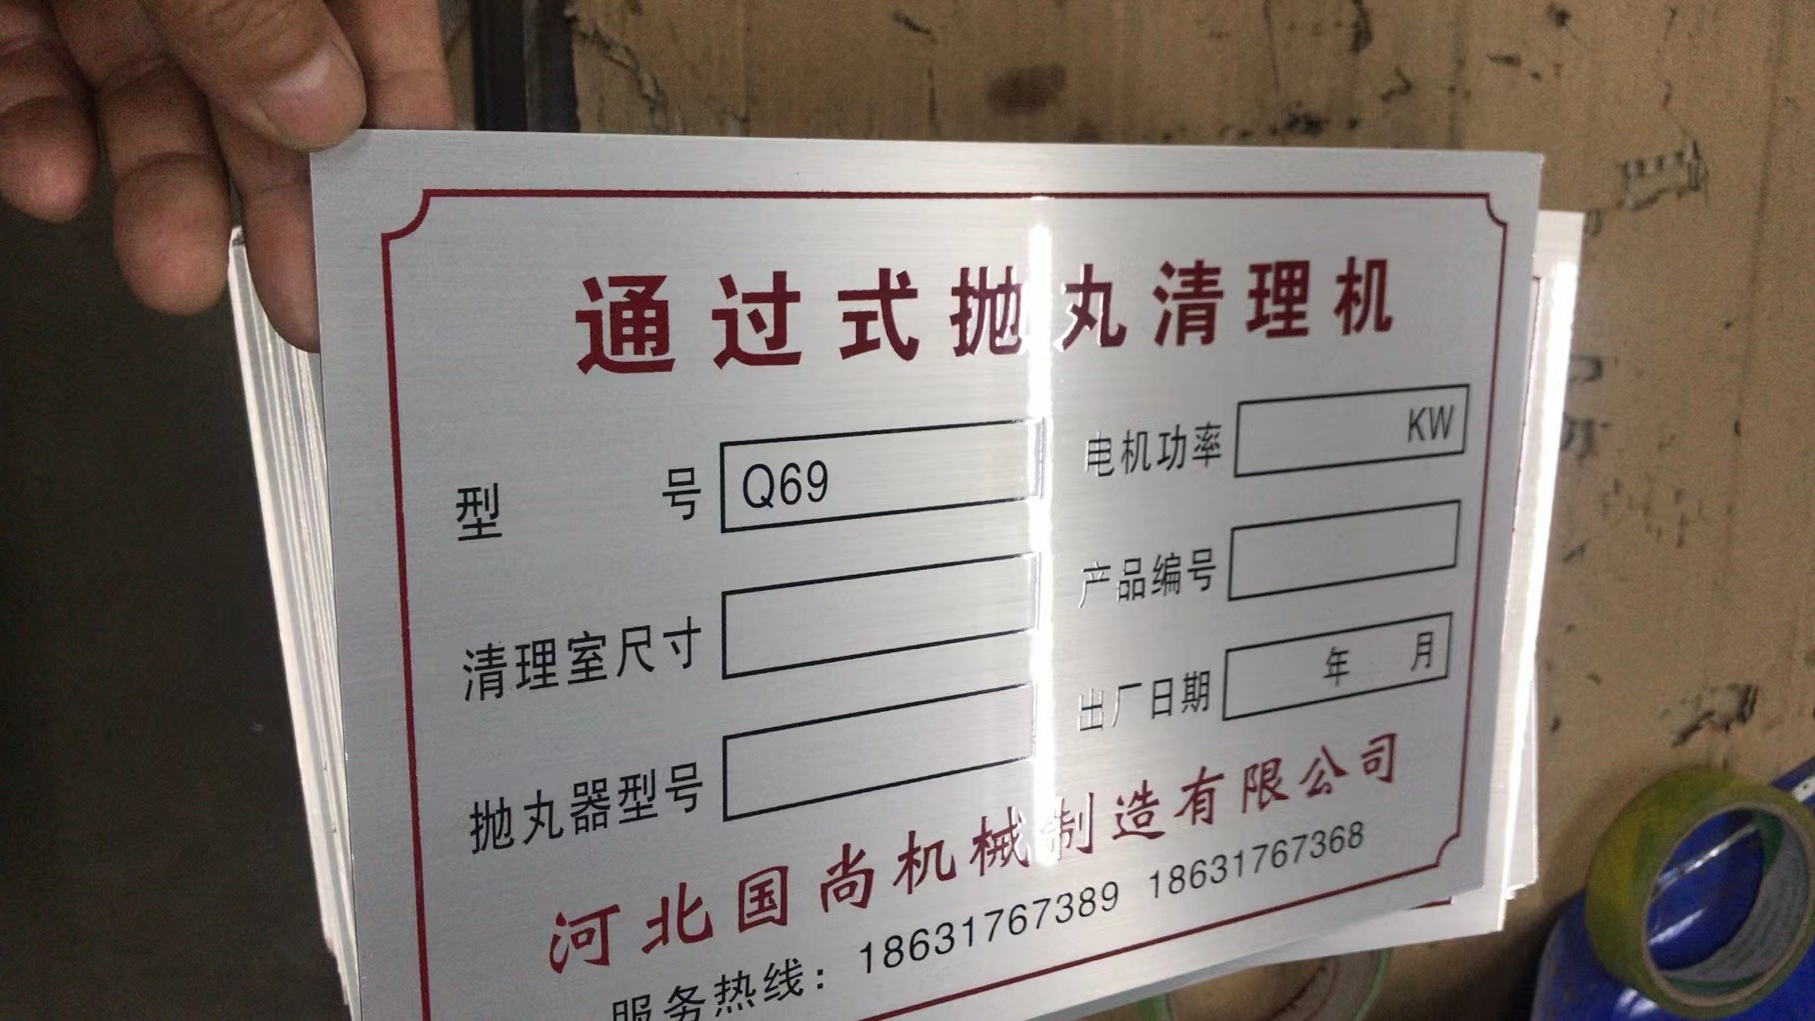 通过式抛丸清理机
型 号 Q69 电机功率 KW
清理室尺寸 产品编号
抛丸器型号 出厂日期 年 月
河北国尚机械制造有限公司
服务热线：18631767389 18631767368